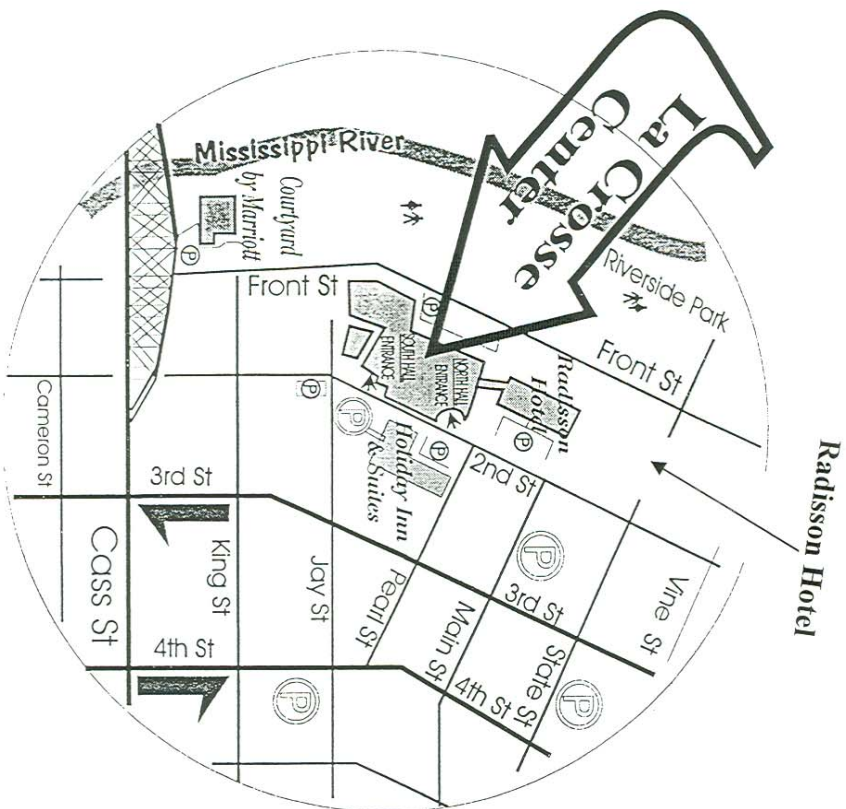 La Crosse
Center
Mississippi River
Riverside Park
Courtyard
by Marriott
P
Front St
Front St
P
SOUTH HALL
ENTRANCE
NORTH HALL
ENTRANCE
Radisson
Hotel
P
Radisson Hotel
Holiday Inn
& Suites
P
P
P
2nd St
Cameron St
3rd St
Cass St
King St
Jay St
Pearl St
Main St
3rd St
State St
Vine St
P
4th St
4th St
P
P